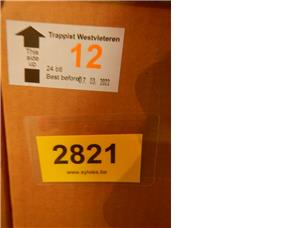 Trappist Westvleteren
This
side
up
12
24 btl
Best before
2821
www.sylvies.be